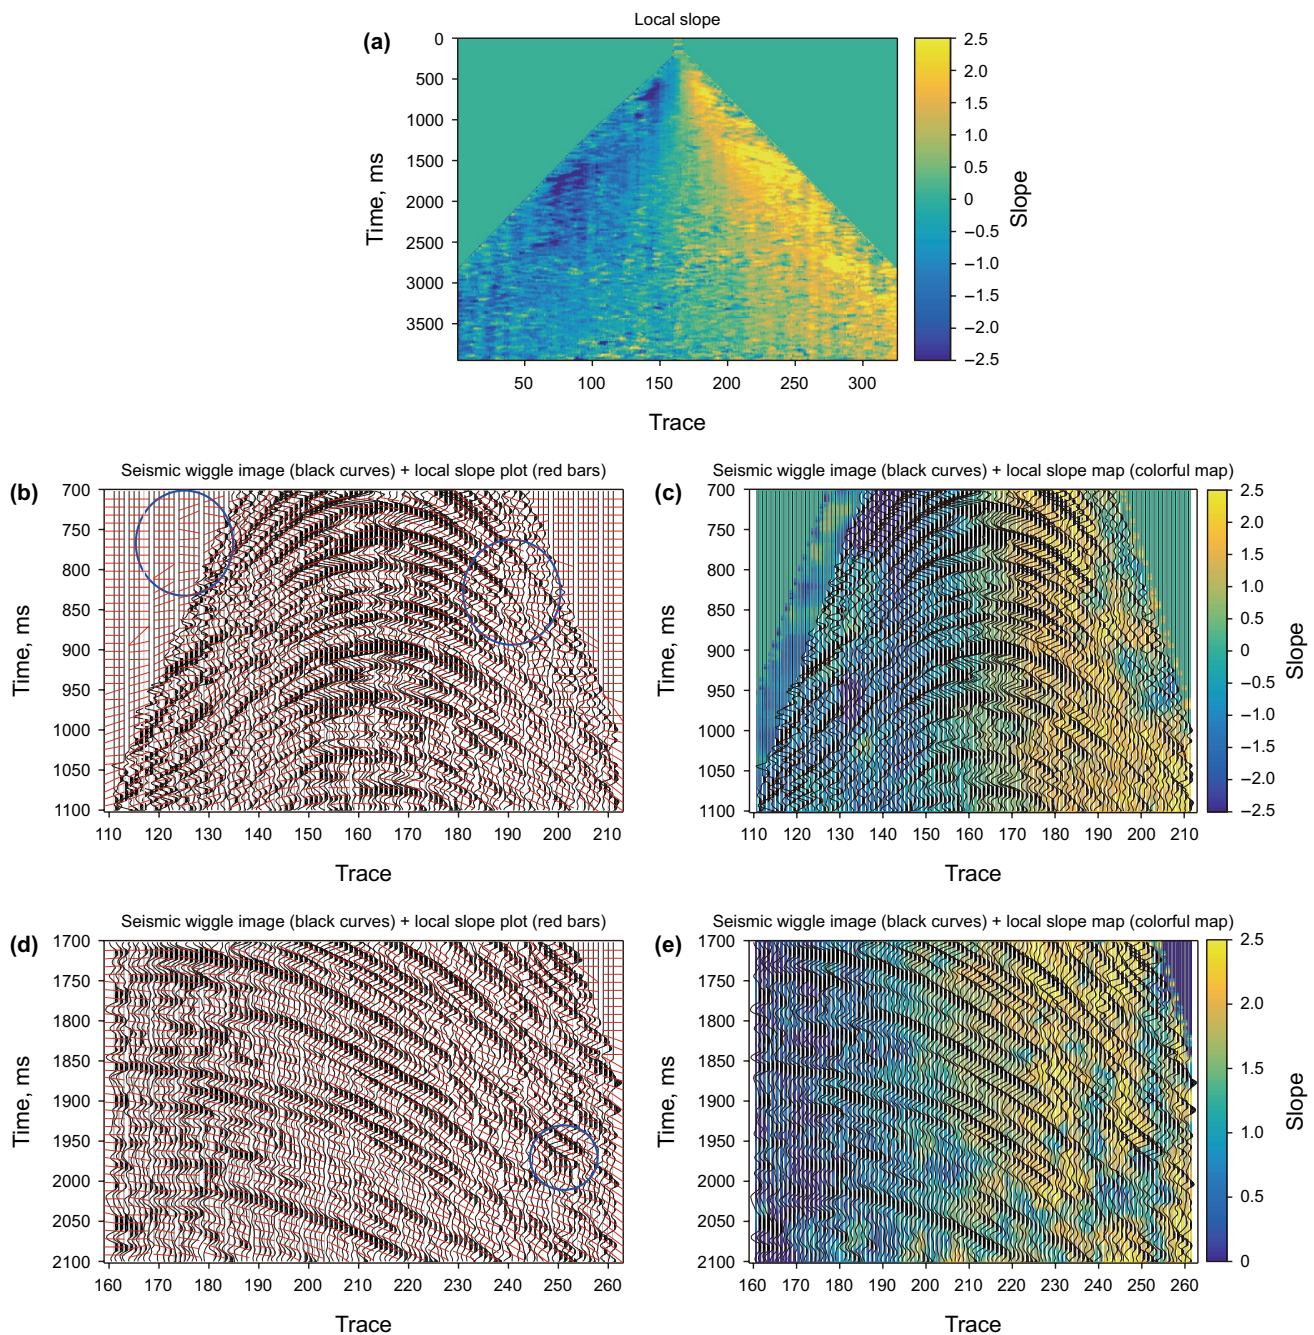 Local slope
(a)
0
500
1000
1500
2000
2500
3000
3500
Time, ms
50 100 150 200 250 300
Trace
2.5
2.0
1.5
1.0
0.5
0
−0.5
−1.0
−1.5
−2.0
−2.5
Slope
Seismic wiggle image (black curves) + local slope plot (red bars)
(b)
700
750
800
850
900
950
1000
1050
1100
Time, ms
110 120 130 140 150 160 170 180 190 200 210
Trace
Seismic wiggle image (black curves) + local slope map (colorful map)
(c)
700
750
800
850
900
950
1000
1050
1100
Time, ms
110 120 130 140 150 160 170 180 190 200 210
Trace
2.5
2.0
1.5
1.0
0.5
0
−0.5
−1.0
−1.5
−2.0
−2.5
Slope
Seismic wiggle image (black curves) + local slope plot (red bars)
(d)
1700
1750
1800
1850
1900
1950
2000
2050
2100
Time, ms
160 170 180 190 200 210 220 230 240 250 260
Trace
Seismic wiggle image (black curves) + local slope map (colorful map)
(e)
1700
1750
1800
1850
1900
1950
2000
2050
2100
Time, ms
160 170 180 190 200 210 220 230 240 250 260
Trace
2.5
2.0
1.5
1.0
0.5
0
Slope